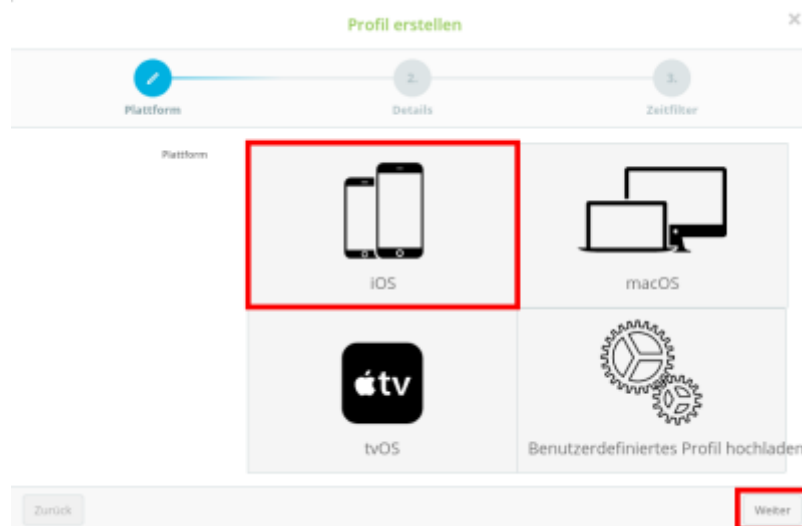 Profil erstellen
×
2.
3.
Plattform
Details
Zeitfilter
Plattform
iOS
macOS
tv
tvOS
Benutzerdefiniertes Profil hochladen
Zurück
Weiter